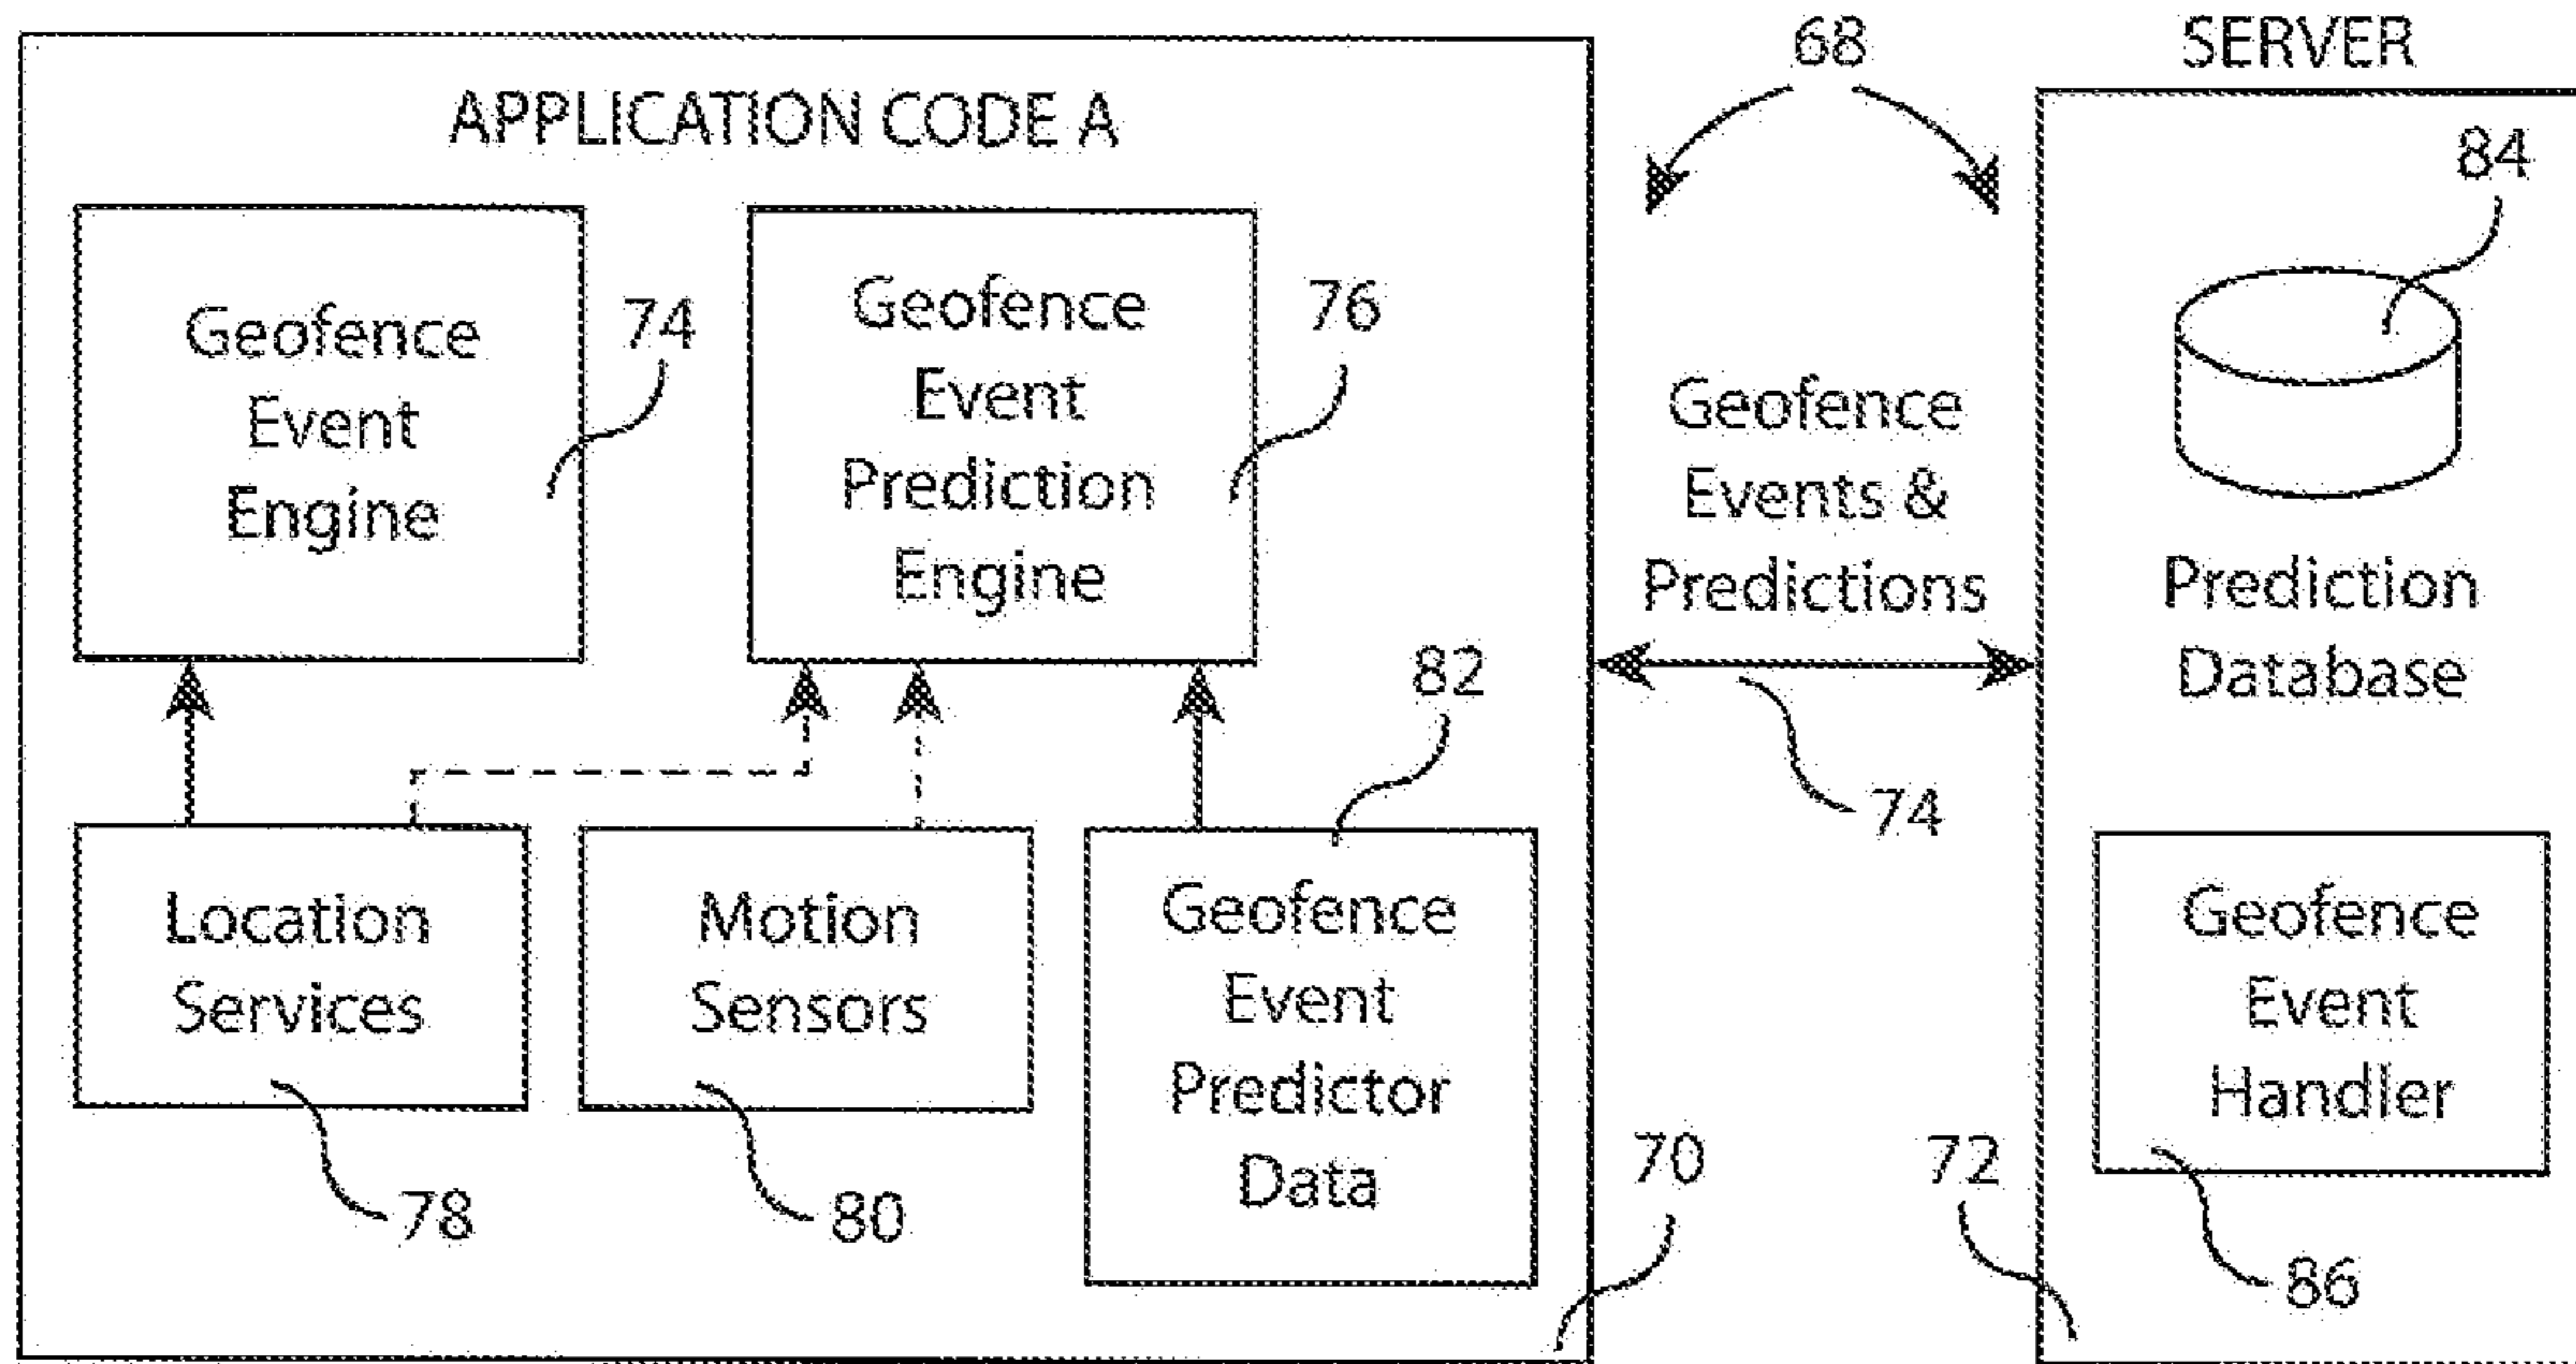 68
SERVER
APPLICATION CODE A
84
Geofence
Event
Engine
74
Geofence
Event
Prediction
Engine
76
Geofence
Events &
Predictions
74
Prediction
Database
82
Location
Services
78
Motion
Sensors
80
Geofence
Event
Predictor
Data
70
72
Geofence
Event
Handler
86